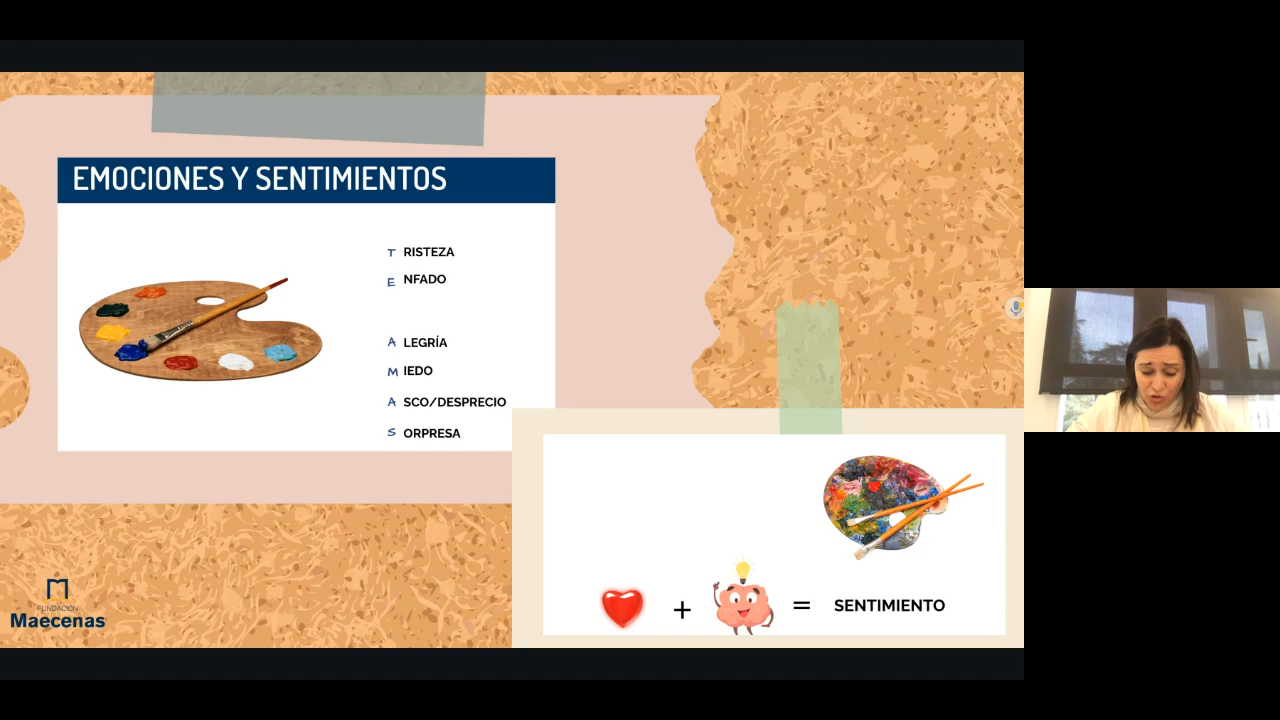 EMOCIONES Y SENTIMIENTOS
T RISTEZA
E NFADO
A LEGRÍA
M IEDO
A SCO/DESPRECIO
S ORPRESA
+ = SENTIMIENTO
FUNDACIÓN
Maecenas